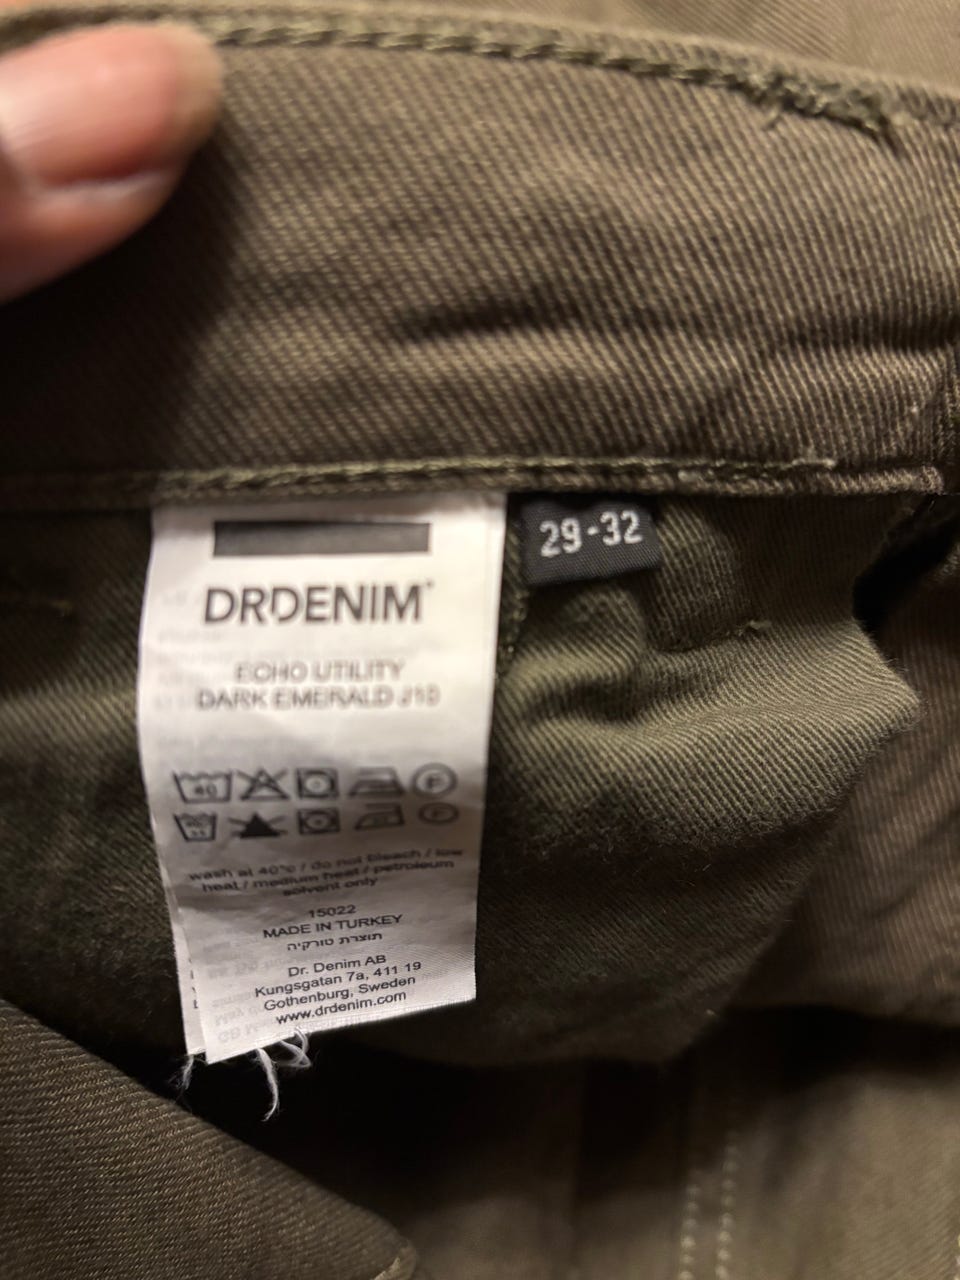 DRDENIM
29-32
ECHO UTILITY
DARK EMERALD J10
40
F
F
wash at 40°c / do not bleach / low
heat / medium heat / petroleum
solvent only
15022
MADE IN TURKEY
תוצרת טורקיה
Dr. Denim AB
Kungsgatan 7a, 411 19
Gothenburg, Sweden
www.drdenim.com